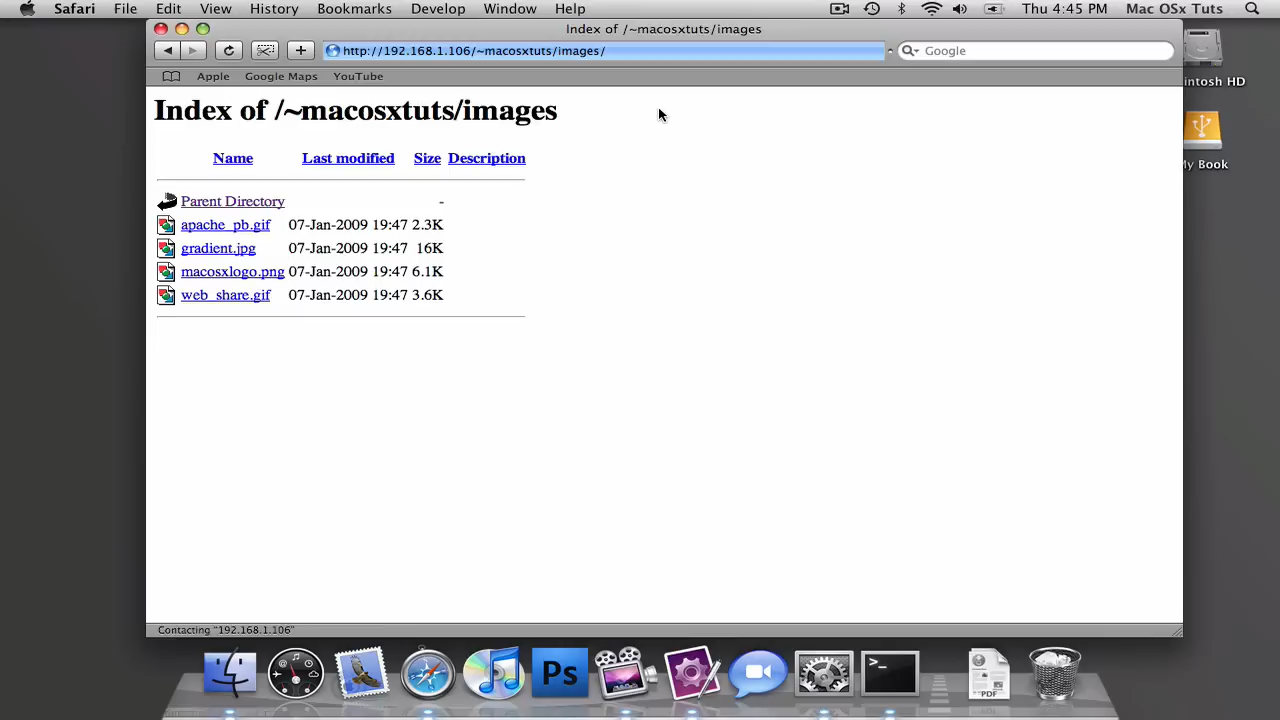 Safari File Edit View History Bookmarks Develop Window Help Thu 4:45 PM Mac OSx Tuts
Index of /~macosxtuts/images
http://192.168.1.106/~macosxtuts/images/ Google
Apple Google Maps YouTube
intosh HD
Index of /~macosxtuts/images
Name Last modified Size Description
My Book
Parent Directory -
apache_pb.gif 07-Jan-2009 19:47 2.3K
gradient.jpg 07-Jan-2009 19:47 16K
macosxlogo.png 07-Jan-2009 19:47 6.1K
web_share.gif 07-Jan-2009 19:47 3.6K
Contacting "192.168.1.106"
Ps
>_
PDF